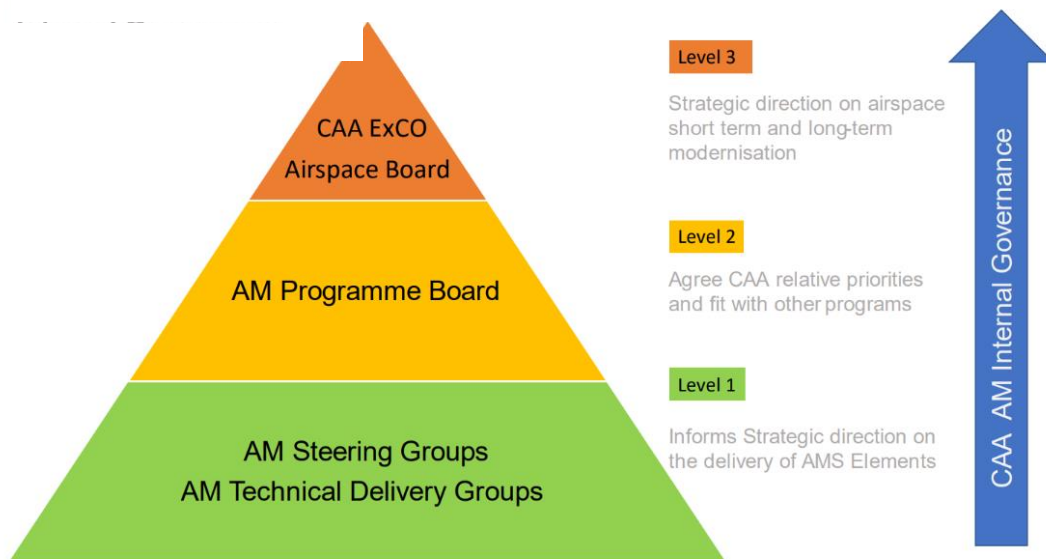 CAA ExCO
Airspace Board
AM Programme Board
AM Steering Groups
AM Technical Delivery Groups
Level 3
Strategic direction on airspace
short term and long-term
modernisation
Level 2
Agree CAA relative priorities
and fit with other programs
Level 1
Informs Strategic direction on
the delivery of AMS Elements
CAA AM Internal Governance